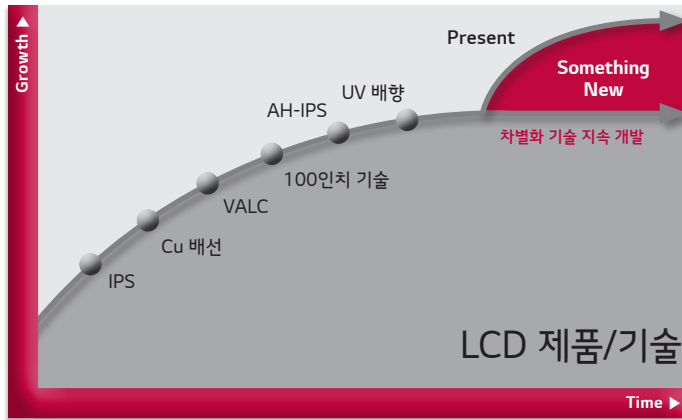 Growth ▶
Present
Something
New
UV 배향
AH-IPS
차별화 기술 지속 개발
100인치 기술
VALC
Cu 배선
IPS
LCD 제품/기술
Time ▶